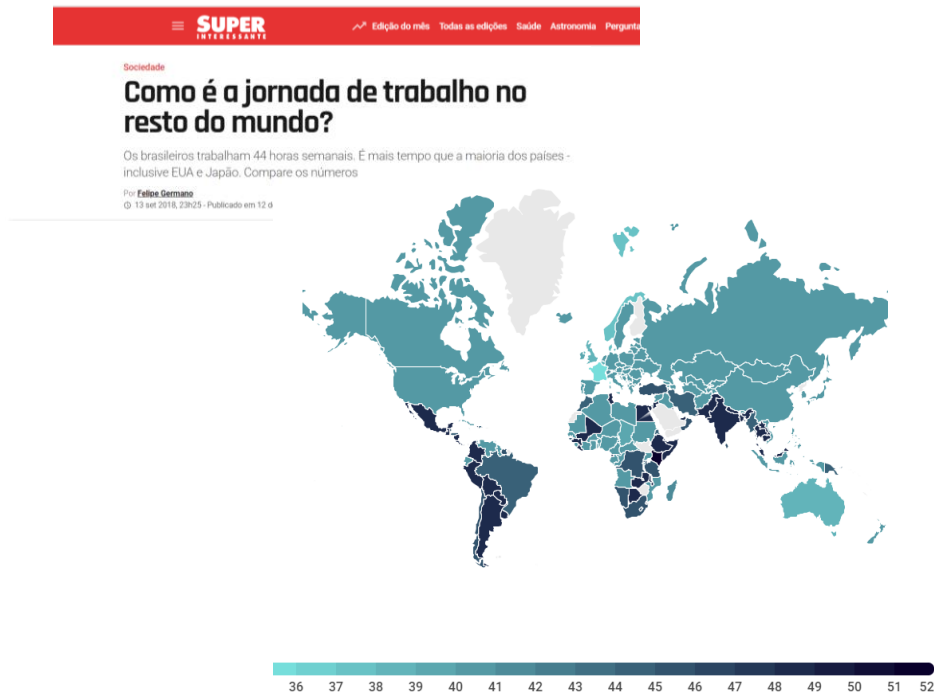 SUPER
INTERESSANTE
Edição do mês Todas as edições Saúde Astronomia Pergunta
Sociedade
Como é a jornada de trabalho no
resto do mundo?
Os brasileiros trabalham 44 horas semanais. É mais tempo que a maioria dos países -
inclusive EUA e Japão. Compare os números
Por Felipe Germano
13 set 2018, 23h25 - Publicado em 12 d
36 37 38 39 40 41 42 43 44 45 46 47 48 49 50 51 52